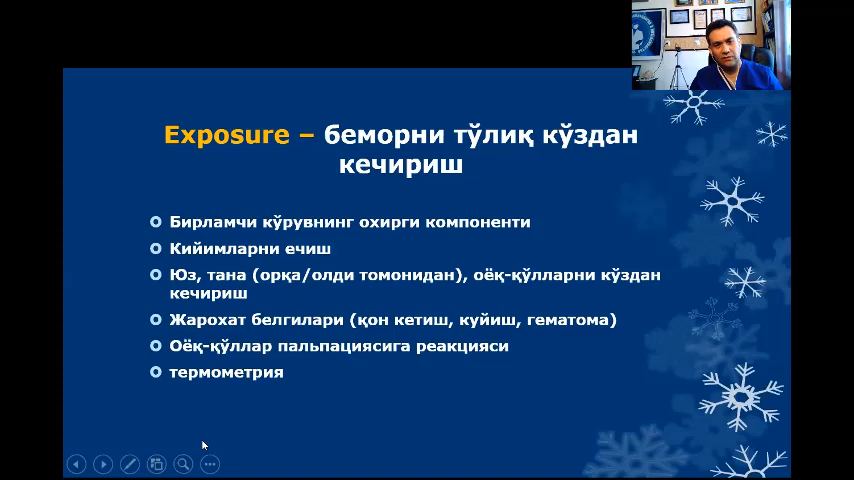 Exposure – беморни тўлиқ кўздан
кечириш
Бирламчи кўрувнинг охирги компоненти
Кийимларни ечиш
Юз, тана (орқа/олди томонидан), оёқ-қўлларни кўздан
кечириш
Жарохат белгилари (қон кетиш, куйиш, гематома)
Оёқ-қўллар пальпациясига реакцияси
термометрия